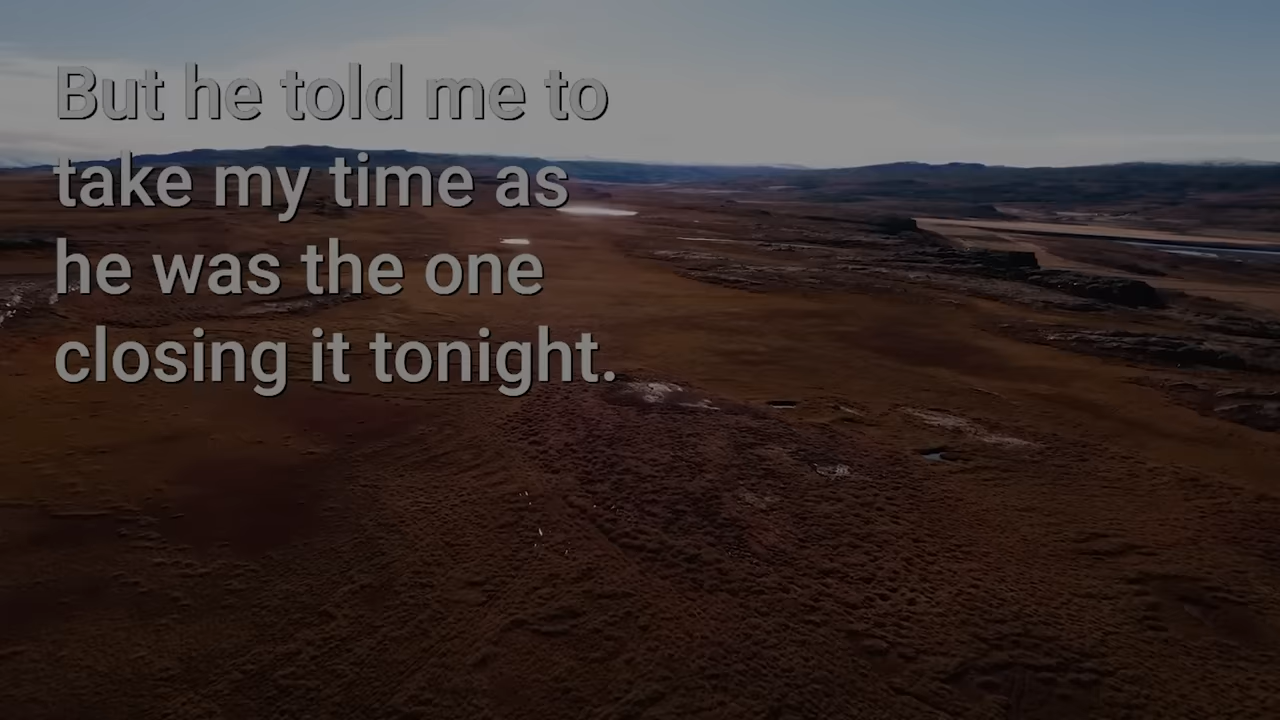 But he told me to
take my time as
he was the one
closing it tonight.